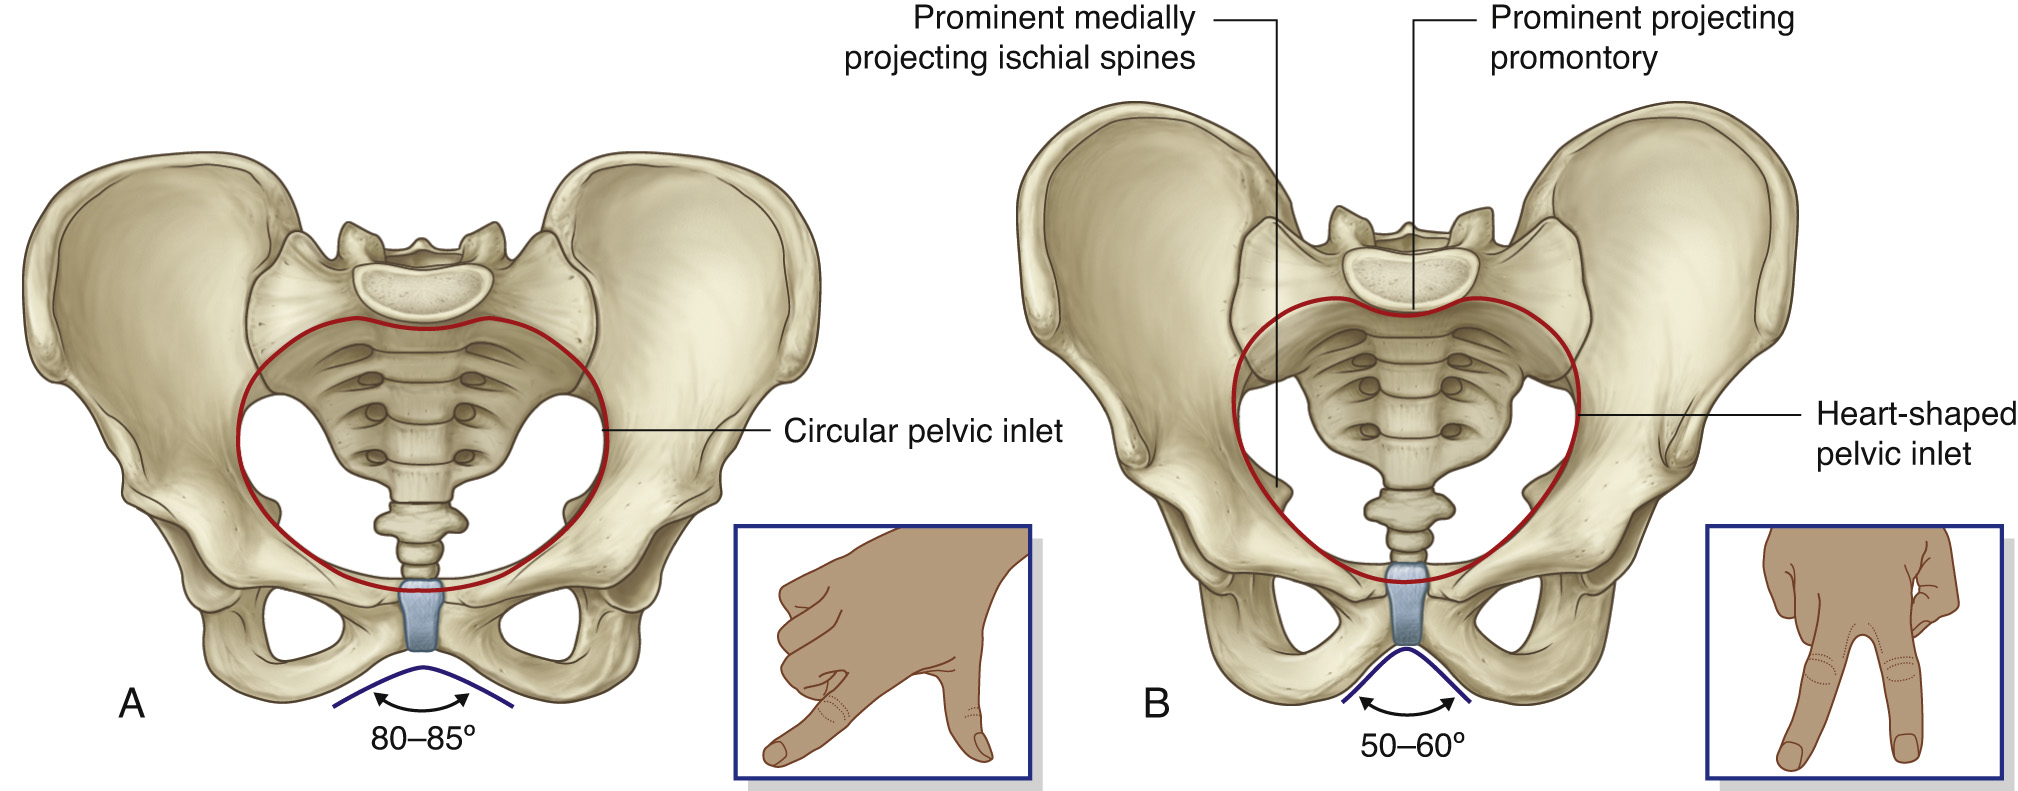 Prominent medially
projecting ischial spines
Prominent projecting
promontory
Circular pelvic inlet
Heart-shaped
pelvic inlet
A
80–85º
B
50–60º